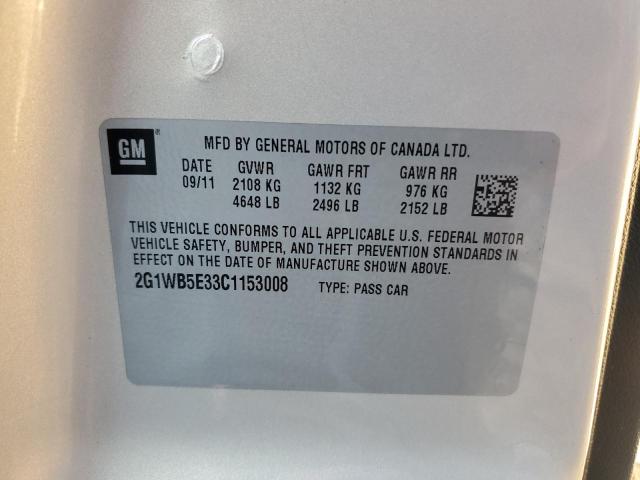 GM®
MFD BY GENERAL MOTORS OF CANADA LTD.
DATE GVWR GAWR FRT GAWR RR
09/11 2108 KG 1132 KG 976 KG
4648 LB 2496 LB 2152 LB
THIS VEHICLE CONFORMS TO ALL APPLICABLE U.S. FEDERAL MOTOR
VEHICLE SAFETY, BUMPER, AND THEFT PREVENTION STANDARDS IN
EFFECT ON THE DATE OF MANUFACTURE SHOWN ABOVE.
2G1WB5E33C1153008 TYPE: PASS CAR